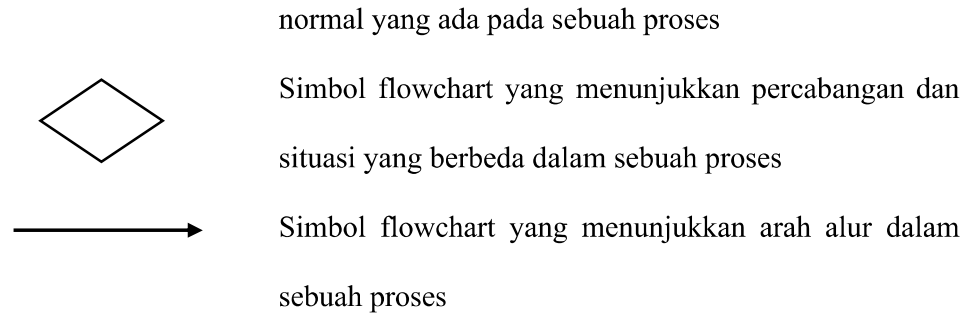 normal yang ada pada sebuah proses
Simbol flowchart yang menunjukkan percabangan dan
situasi yang berbeda dalam sebuah proses
Simbol flowchart yang menunjukkan arah alur dalam
sebuah proses